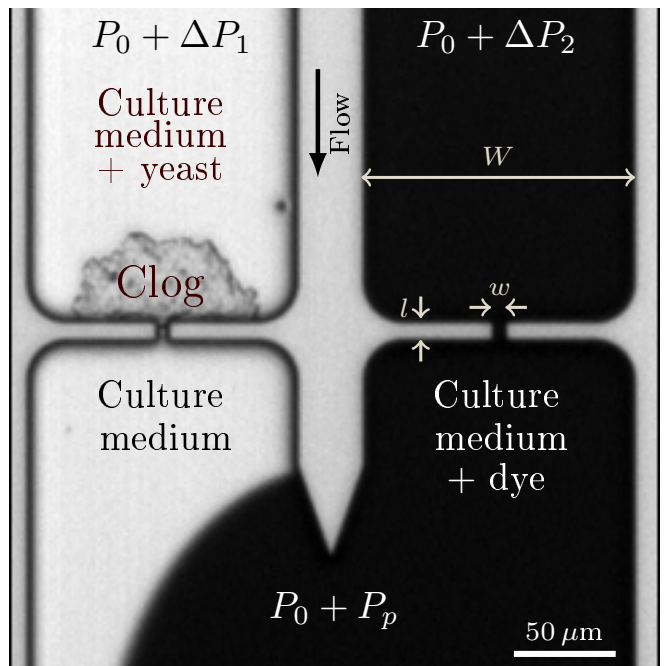 P₀ + ΔP₁
P₀ + ΔP₂
Culture
medium
+ yeast
Flow
W
Clog
l
w
Culture
medium
Culture
medium
+ dye
P₀ + Pₚ
50 μm